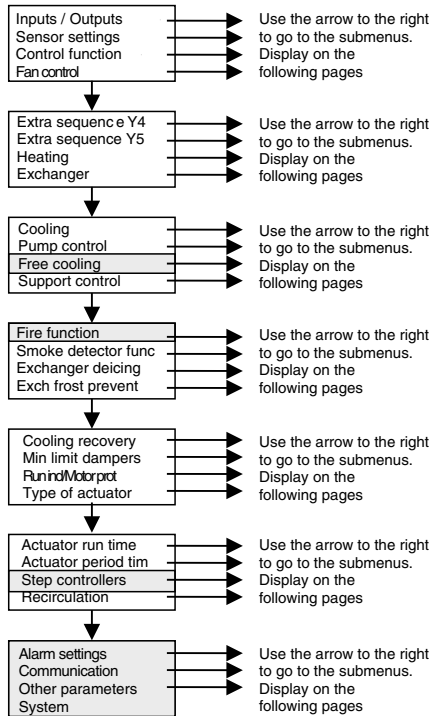 Inputs / Outputs
Sensor settings
Control function
Fan control
Use the arrow to the right
to go to the submenus.
Display on the
following pages
Extra sequence Y4
Extra sequence Y5
Heating
Exchanger
Use the arrow to the right
to go to the submenus.
Display on the
following pages
Cooling
Pump control
Free cooling
Support control
Use the arrow to the right
to go to the submenus.
Display on the
following pages
Fire function
Smoke detector func
Exchanger deicing
Exch frost prevent
Use the arrow to the right
to go to the submenus.
Display on the
following pages
Cooling recovery
Min limit dampers
Run ind/Motor prot
Type of actuator
Use the arrow to the right
to go to the submenus.
Display on the
following pages
Actuator run time
Actuator period tim
Step controllers
Recirculation
Use the arrow to the right
to go to the submenus.
Display on the
following pages
Alarm settings
Communication
Other parameters
System
Use the arrow to the right
to go to the submenus.
Display on the
following pages